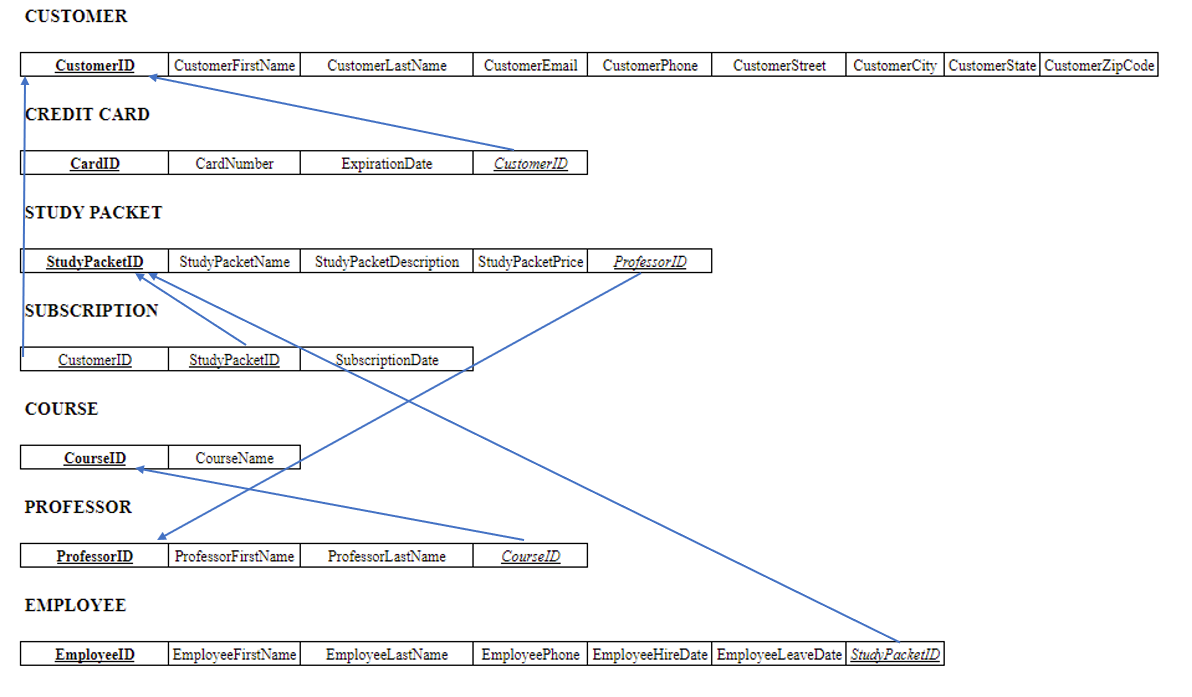 CUSTOMER
CustomerID CustomerFirstName CustomerLastName CustomerEmail CustomerPhone CustomerStreet CustomerCity CustomerState CustomerZipCode
CREDIT CARD
CardID CardNumber ExpirationDate CustomerID
STUDY PACKET
StudyPacketID StudyPacketName StudyPacketDescription StudyPacketPrice ProfessorID
SUBSCRIPTION
CustomerID StudyPacketID SubscriptionDate
COURSE
CourseID CourseName
PROFESSOR
ProfessorID ProfessorFirstName ProfessorLastName CourseID
EMPLOYEE
EmployeeID EmployeeFirstName EmployeeLastName EmployeePhone EmployeeHireDate EmployeeLeaveDate StudyPacketID